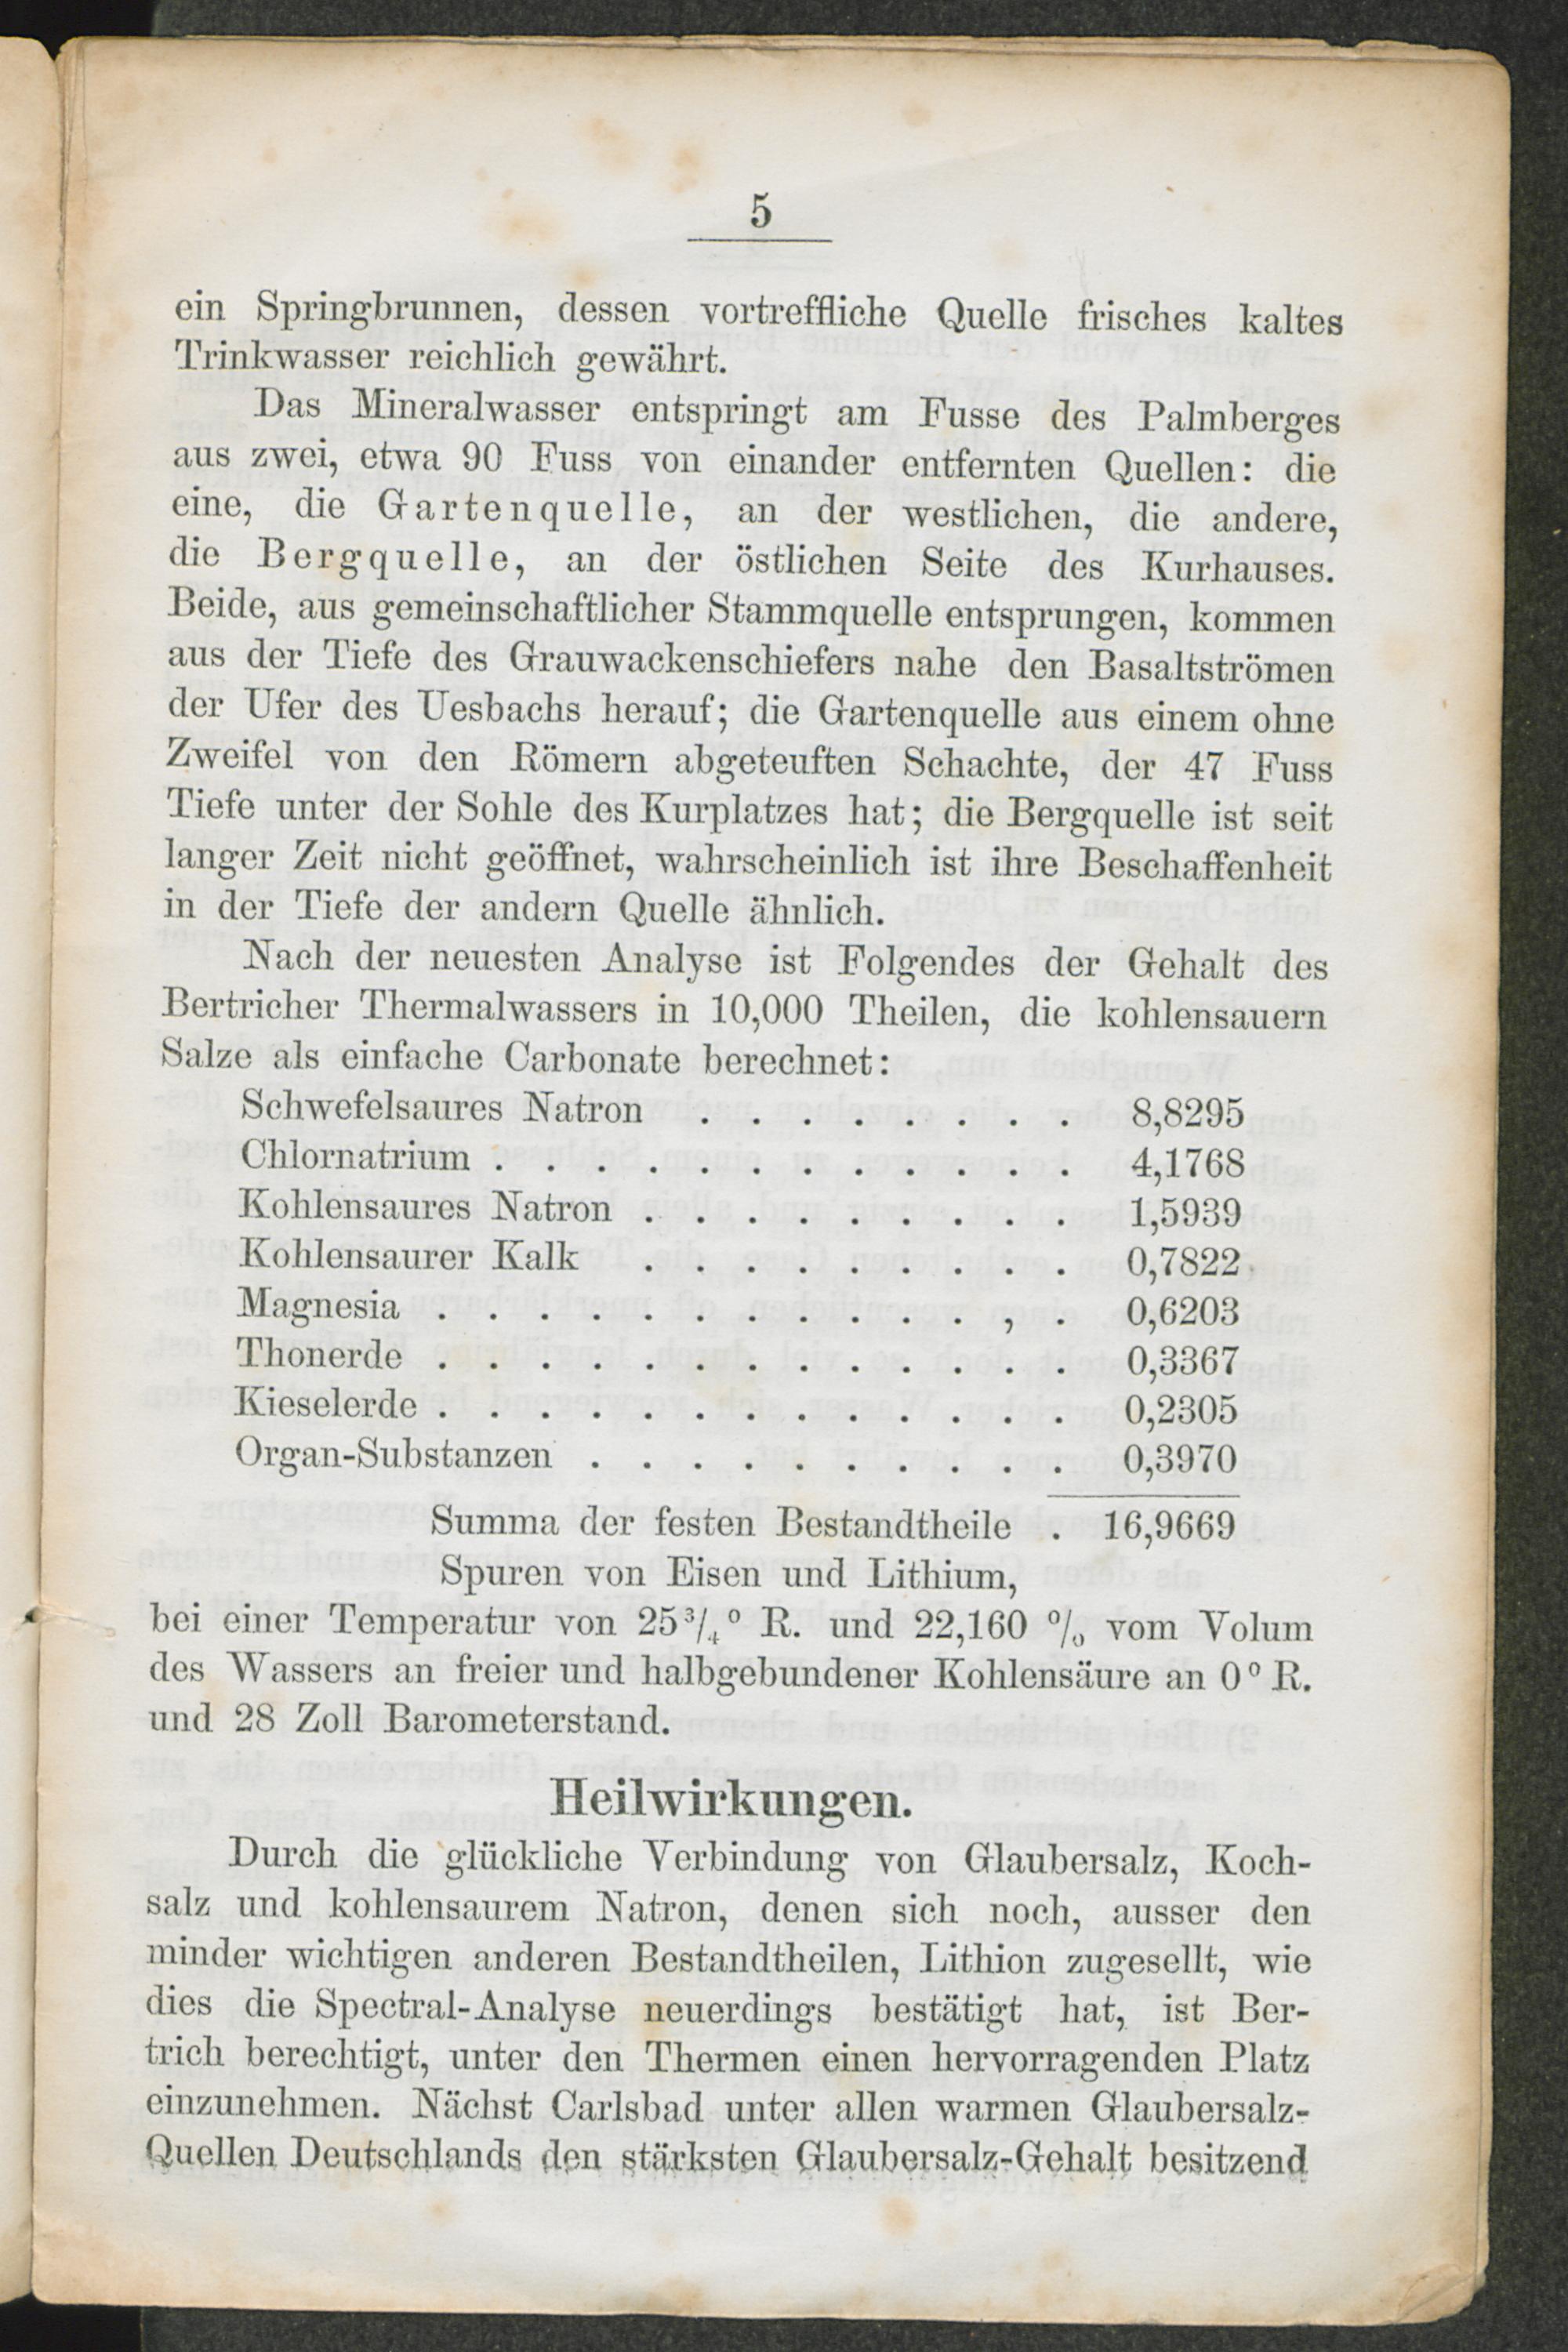 5
ein Springbrunnen, dessen vortreffliche Quelle frisches kaltes
Trinkwasser reichlich gewährt.
Das Mineralwasser entspringt am Fusse des Palmberges
aus zwei, etwa 90 Fuss von einander entfernten Quellen: die
eine, die Gartenquelle, an der westlichen, die andere,
die Bergquelle, an der östlichen Seite des Kurhauses.
Beide, aus gemeinschaftlicher Stammquelle entsprungen, kommen
aus der Tiefe des Grauwackenschiefers nahe den Basaltströmen
der Ufer des Uesbachs herauf; die Gartenquelle aus einem ohne
Zweifel von den Römern abgeteuften Schachte, der 47 Fuss
Tiefe unter der Sohle des Kurplatzes hat; die Bergquelle ist seit
langer Zeit nicht geöffnet, wahrscheinlich ist ihre Beschaffenheit
in der Tiefe der andern Quelle ähnlich.
Nach der neuesten Analyse ist Folgendes der Gehalt des
Bertricher Thermalwassers in 10,000 Theilen, die kohlensauern
Salze als einfache Carbonate berechnet:
Schwefelsaures Natron . . . . . . . . 8,8295
Chlornatrium . . . . . . . . . . . . 4,1768
Kohlensaures Natron . . . . . . . . . 1,5939
Kohlensaurer Kalk . . . . . . . . . 0,7822
Magnesia . . . . . . . . . . . , . 0,6203
Thonerde . . . . . . . . . . . . . 0,3367
Kieselerde . . . . . . . . . . . . . 0,2305
Organ-Substanzen . . . . . . . . . . 0,3970
Summa der festen Bestandtheile . 16,9669
Spuren von Eisen und Lithium,
bei einer Temperatur von 25³/₄⁰ R. und 22,160 % vom Volum
des Wassers an freier und halbgebundener Kohlensäure an 0⁰ R.
und 28 Zoll Barometerstand.
Heilwirkungen.
Durch die glückliche Verbindung von Glaubersalz, Koch-
salz und kohlensaurem Natron, denen sich noch, ausser den
minder wichtigen anderen Bestandtheilen, Lithion zugesellt, wie
dies die Spectral-Analyse neuerdings bestätigt hat, ist Ber-
trich berechtigt, unter den Thermen einen hervorragenden Platz
einzunehmen. Nächst Carlsbad unter allen warmen Glaubersalz-
Quellen Deutschlands den stärksten Glaubersalz-Gehalt besitzend